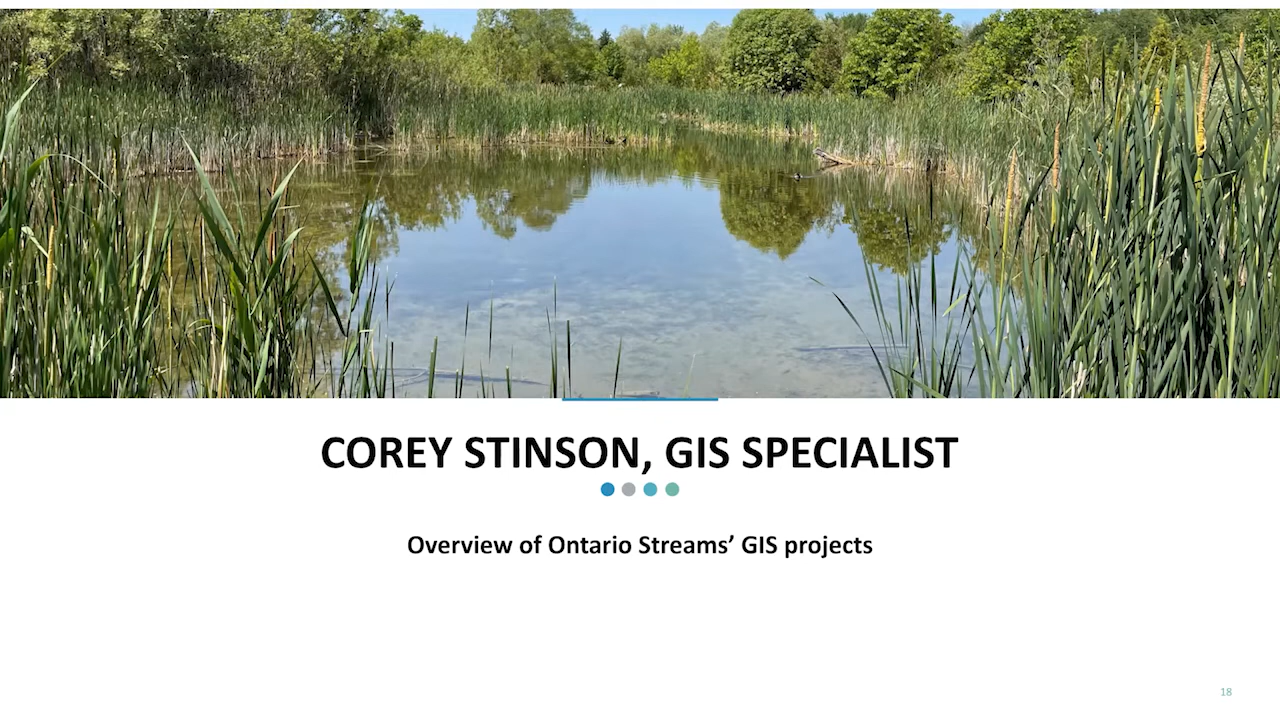 COREY STINSON, GIS SPECIALIST
Overview of Ontario Streams’ GIS projects
18